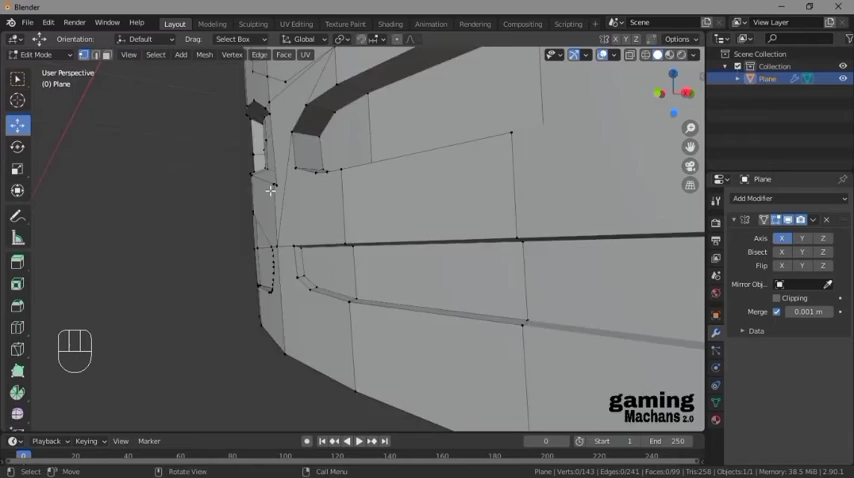 Blender
File Edit Render Window Help Layout Modeling Sculpting UV Editing Texture Paint Shading Animation Rendering Compositing Scripting Scene View Layer
Orientation: Default Drag: Select Box Global X Y Z Options
Edit Mode View Select Add Mesh Vertex Edge Face UV
User Perspective
(0) Plane
Scene Collection
Collection
Plane
Plane
Add Modifier
Axis X Y Z
Bisect X Y Z
Flip X Y Z
Mirror Obj..
Clipping
Merge 0.001 m
Data
gaming
Machans 2.0
Playback Keying View Marker 0 Start 1 End 250
0 20 40 60 80 100 120 140 160 180 200 220 240
Select Move Rotate View Call Menu Plane | Verts:0/143 | Edges:0/241 | Faces:0/99 | Tris:258 | Objects:1/1 | Memory: 38.5 MiB | 2.90.1